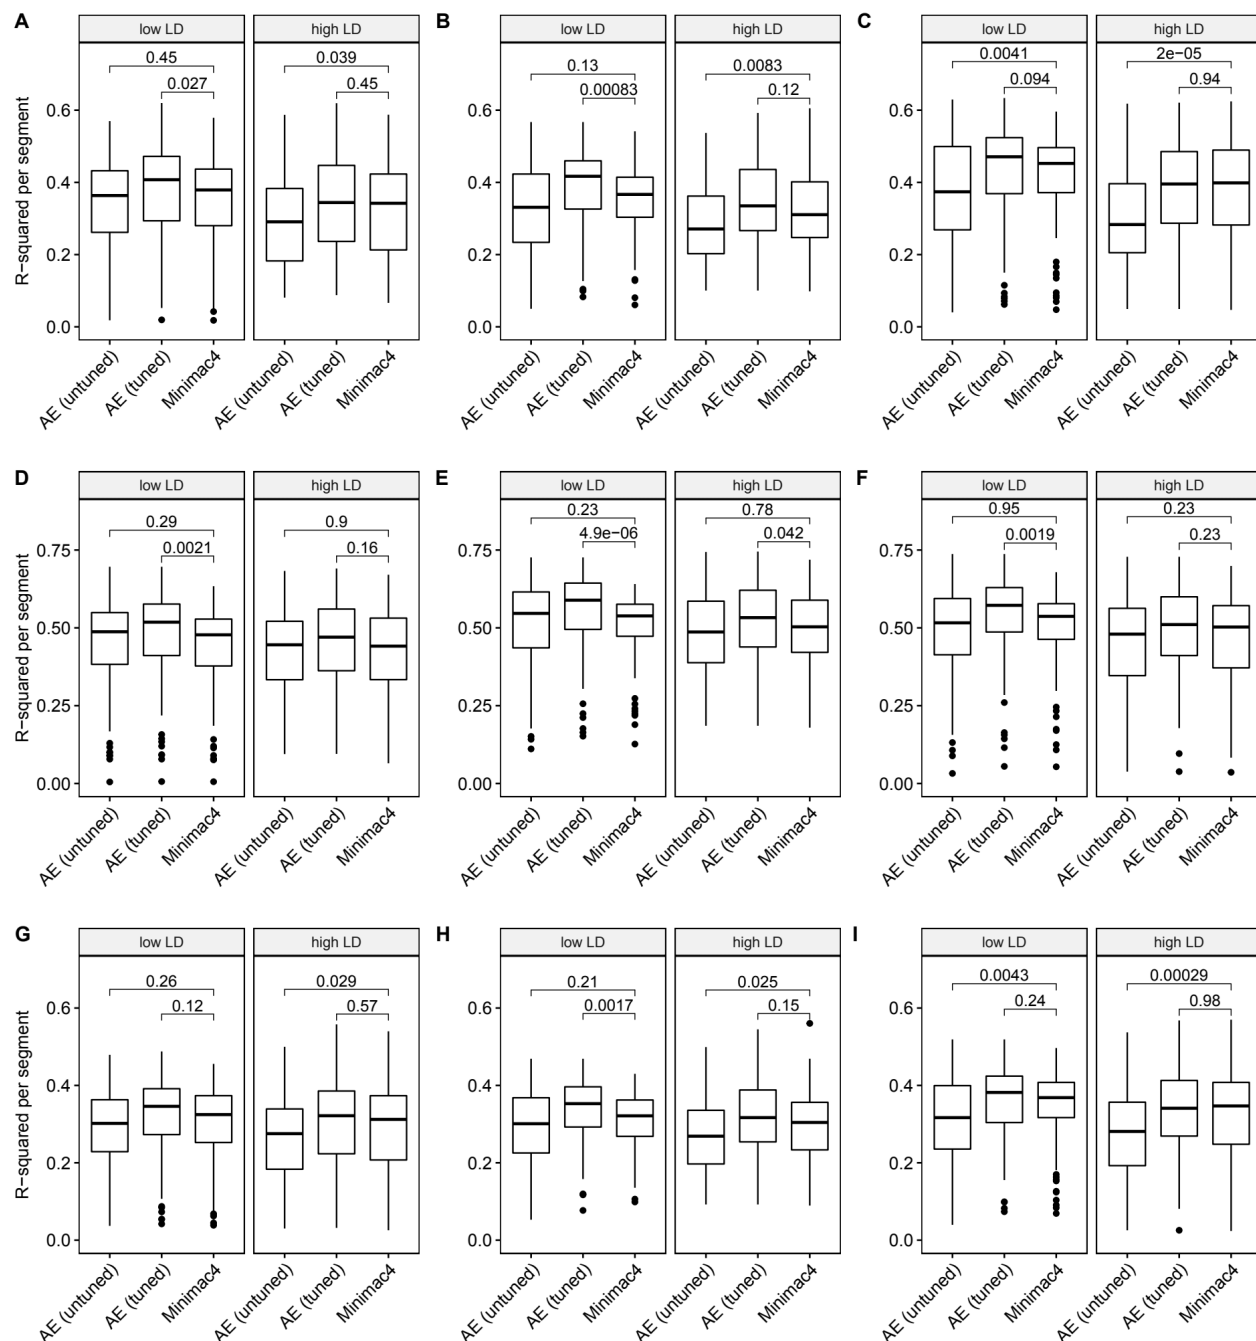 A B C
low LD high LD low LD high LD low LD high LD
0.45 0.039 0.13 0.0083 0.0041 2e−05
0.027 0.45 0.00083 0.12 0.094 0.94
R−squared per segment
0.6 0.6 0.6
0.4 0.4 0.4
0.2 0.2 0.2
0.0 0.0 0.0
AE (untuned) AE (tuned) Minimac4 AE (untuned) AE (tuned) Minimac4 AE (untuned) AE (tuned) Minimac4 AE (untuned) AE (tuned) Minimac4 AE (untuned) AE (tuned) Minimac4 AE (untuned) AE (tuned) Minimac4
D E F
low LD high LD low LD high LD low LD high LD
0.29 0.9 0.23 0.78 0.95 0.23
0.0021 0.16 4.9e−06 0.042 0.0019 0.23
R−squared per segment
0.75 0.75 0.75
0.50 0.50 0.50
0.25 0.25 0.25
0.00 0.00 0.00
AE (untuned) AE (tuned) Minimac4 AE (untuned) AE (tuned) Minimac4 AE (untuned) AE (tuned) Minimac4 AE (untuned) AE (tuned) Minimac4 AE (untuned) AE (tuned) Minimac4 AE (untuned) AE (tuned) Minimac4
G H I
low LD high LD low LD high LD low LD high LD
0.26 0.029 0.21 0.025 0.0043 0.00029
0.12 0.57 0.0017 0.15 0.24 0.98
R−squared per segment
0.6 0.6 0.6
0.4 0.4 0.4
0.2 0.2 0.2
0.0 0.0 0.0
AE (untuned) AE (tuned) Minimac4 AE (untuned) AE (tuned) Minimac4 AE (untuned) AE (tuned) Minimac4 AE (untuned) AE (tuned) Minimac4 AE (untuned) AE (tuned) Minimac4 AE (untuned) AE (tuned) Minimac4